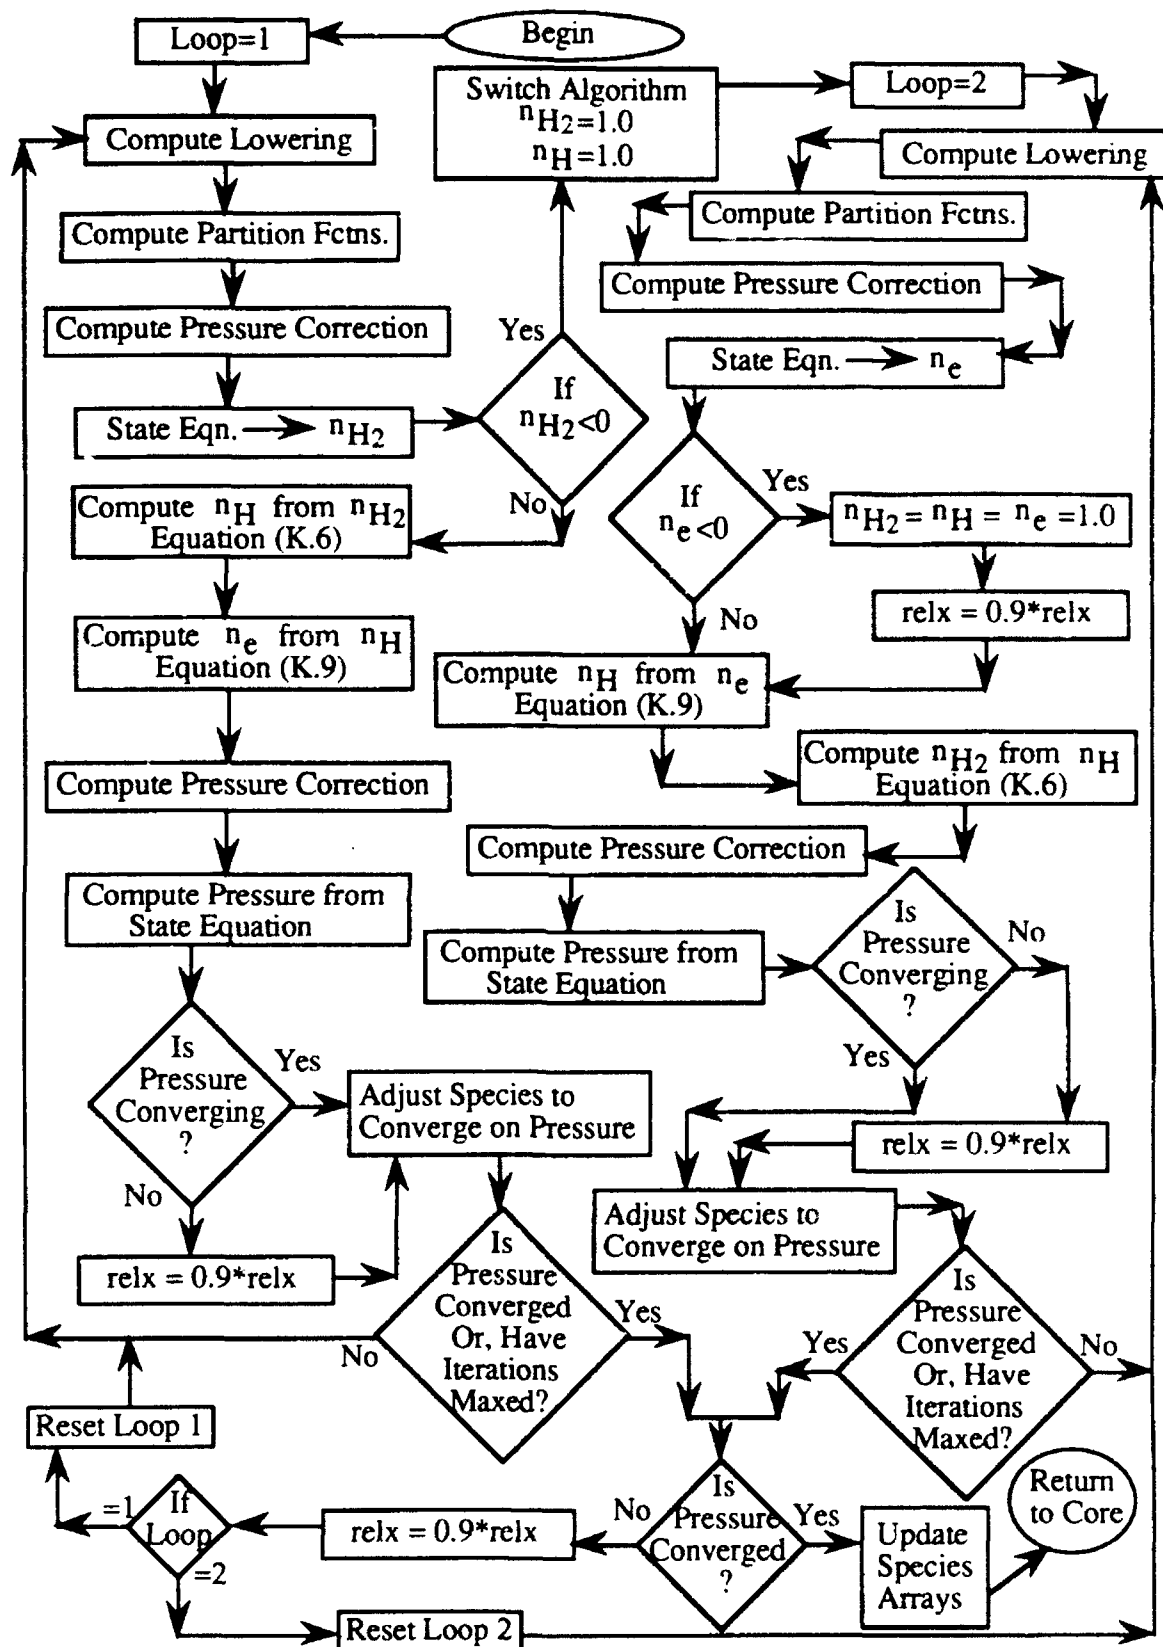 Begin
Loop=1
Compute Lowering
Compute Partition Fctns.
Compute Pressure Correction
State Eqn. → nH2
If
nH2<0
Yes
No
Switch Algorithm
nH2=1.0
nH=1.0
Loop=2
Compute Lowering
Compute Partition Fctns.
Compute Pressure Correction
State Eqn. → ne
If
ne<0
Yes
No
nH2 = nH = ne =1.0
relx = 0.9*relx
Compute nH from nH2
Equation (K.6)
Compute ne from nH
Equation (K.9)
Compute Pressure Correction
Compute Pressure from
State Equation
Is
Pressure
Converging
?
Yes
No
relx = 0.9*relx
Adjust Species to
Converge on Pressure
Is
Pressure
Converged
Or, Have
Iterations
Maxed?
Yes
No
Compute nH from ne
Equation (K.9)
Compute nH2 from nH
Equation (K.6)
Compute Pressure Correction
Compute Pressure from
State Equation
Is
Pressure
Converging
?
No
Yes
relx = 0.9*relx
Adjust Species to
Converge on Pressure
Is
Pressure
Converged
Or, Have
Iterations
Maxed?
Yes
No
Is
Pressure
Converged
?
No
Yes
relx = 0.9*relx
If
Loop
=1
=2
Reset Loop 1
Reset Loop 2
Update
Species
Arrays
Return
to Core